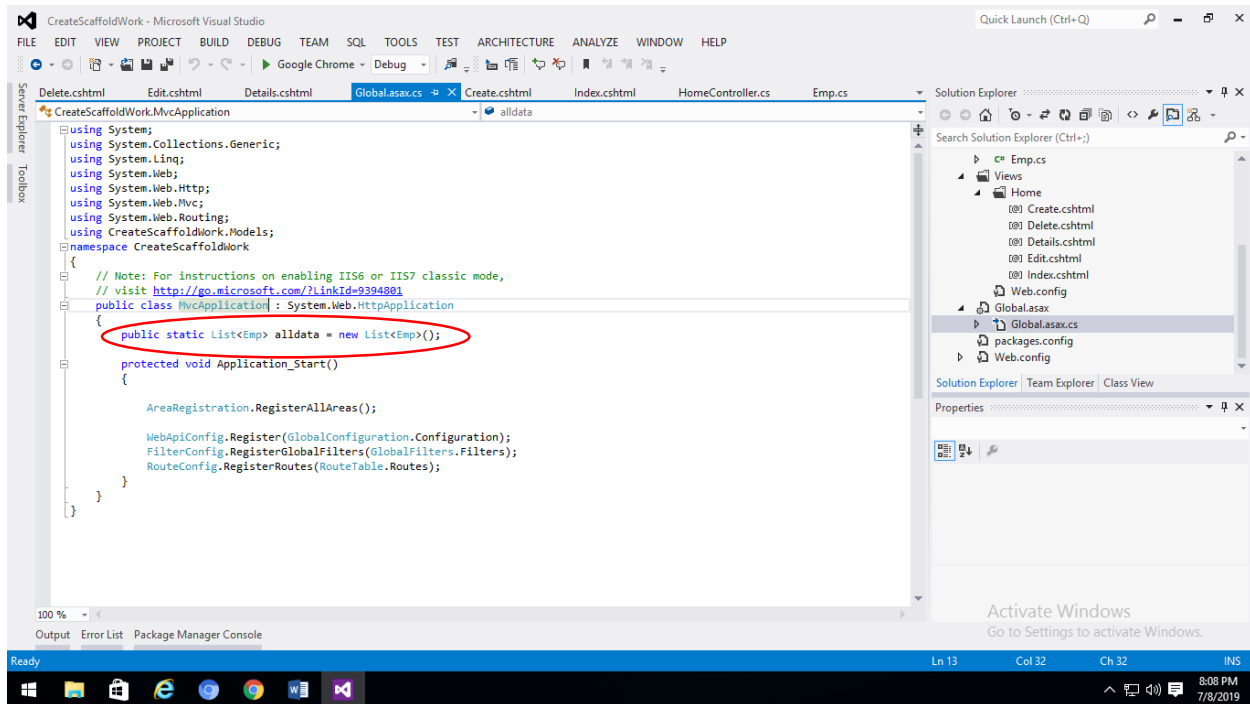 CreateScaffoldWork - Microsoft Visual Studio
Quick Launch (Ctrl+Q)
FILE EDIT VIEW PROJECT BUILD DEBUG TEAM SQL TOOLS TEST ARCHITECTURE ANALYZE WINDOW HELP
Google Chrome Debug
Server Explorer
Toolbox
Delete.cshtml Edit.cshtml Details.cshtml Global.asax.cs Create.cshtml Index.cshtml HomeController.cs Emp.cs
CreateScaffoldWork.MvcApplication alldata
using System;
using System.Collections.Generic;
using System.Linq;
using System.Web;
using System.Web.Http;
using System.Web.Mvc;
using System.Web.Routing;
using CreateScaffoldWork.Models;
namespace CreateScaffoldWork
{
// Note: For instructions on enabling IIS6 or IIS7 classic mode,
// visit http://go.microsoft.com/?LinkId=9394801
public class MvcApplication : System.Web.HttpApplication
{
public static List<Emp> alldata = new List<Emp>();
protected void Application_Start()
{
AreaRegistration.RegisterAllAreas();
WebApiConfig.Register(GlobalConfiguration.Configuration);
FilterConfig.RegisterGlobalFilters(GlobalFilters.Filters);
RouteConfig.RegisterRoutes(RouteTable.Routes);
}
}
}
100 %
Output Error List Package Manager Console
Solution Explorer
Search Solution Explorer (Ctrl+;)
C# Emp.cs
Views
Home
[@] Create.cshtml
[@] Delete.cshtml
[@] Details.cshtml
[@] Edit.cshtml
[@] Index.cshtml
Web.config
Global.asax
Global.asax.cs
packages.config
Web.config
Solution Explorer Team Explorer Class View
Properties
Activate Windows
Go to Settings to activate Windows.
Ready Ln 13 Col 32 Ch 32 INS
8:08 PM
7/8/2019